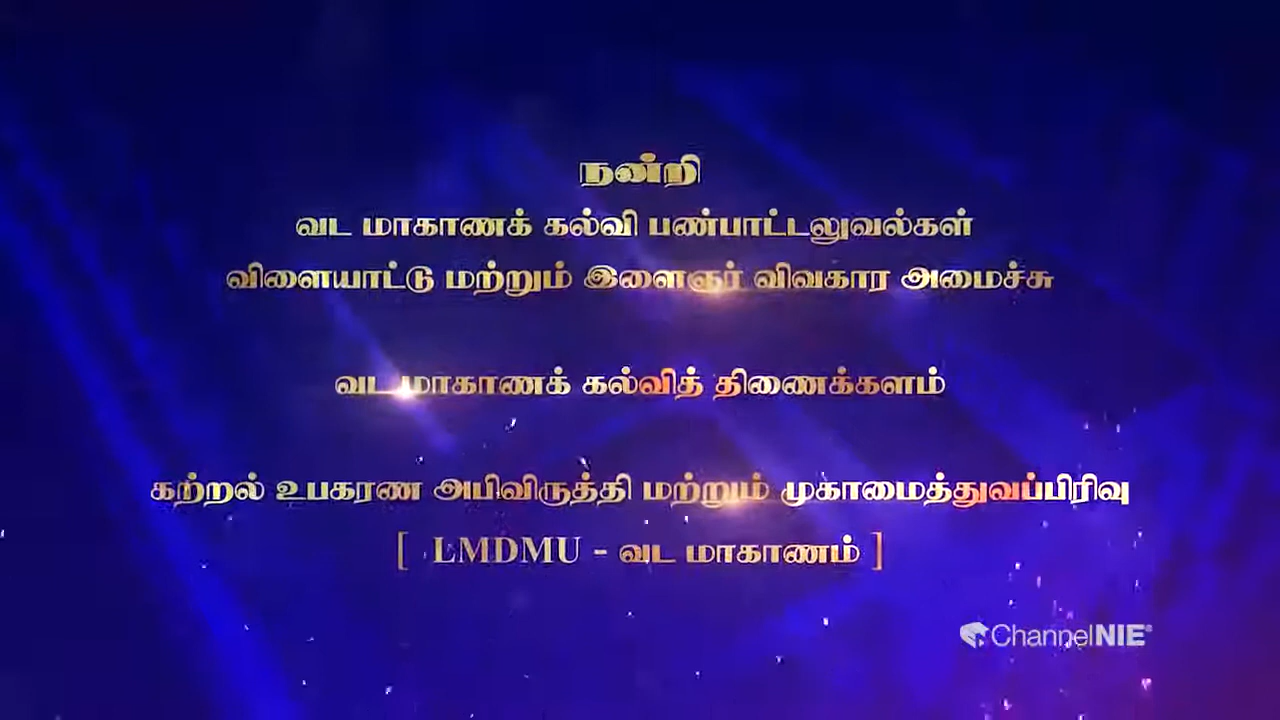 நன்றி
வட மாகாணக் கல்வி பண்பாட்டலுவல்கள்
விளையாட்டு மற்றும் இளைஞர் விவகார அமைச்சு
வட மாகாணக் கல்வித் திணைக்களம்
கற்றல் உபகரண அபிவிருத்தி மற்றும் முகாமைத்துவப்பிரிவு
[ LMDMU - வட மாகாணம் ]
ChannelNIE®